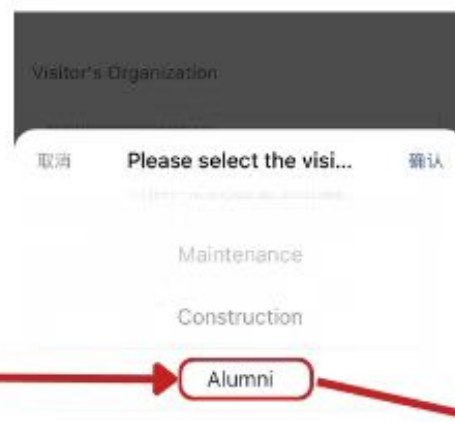 Visitor's Organization
取消 Please select the visi... 确认
Maintenance
Construction
Alumni